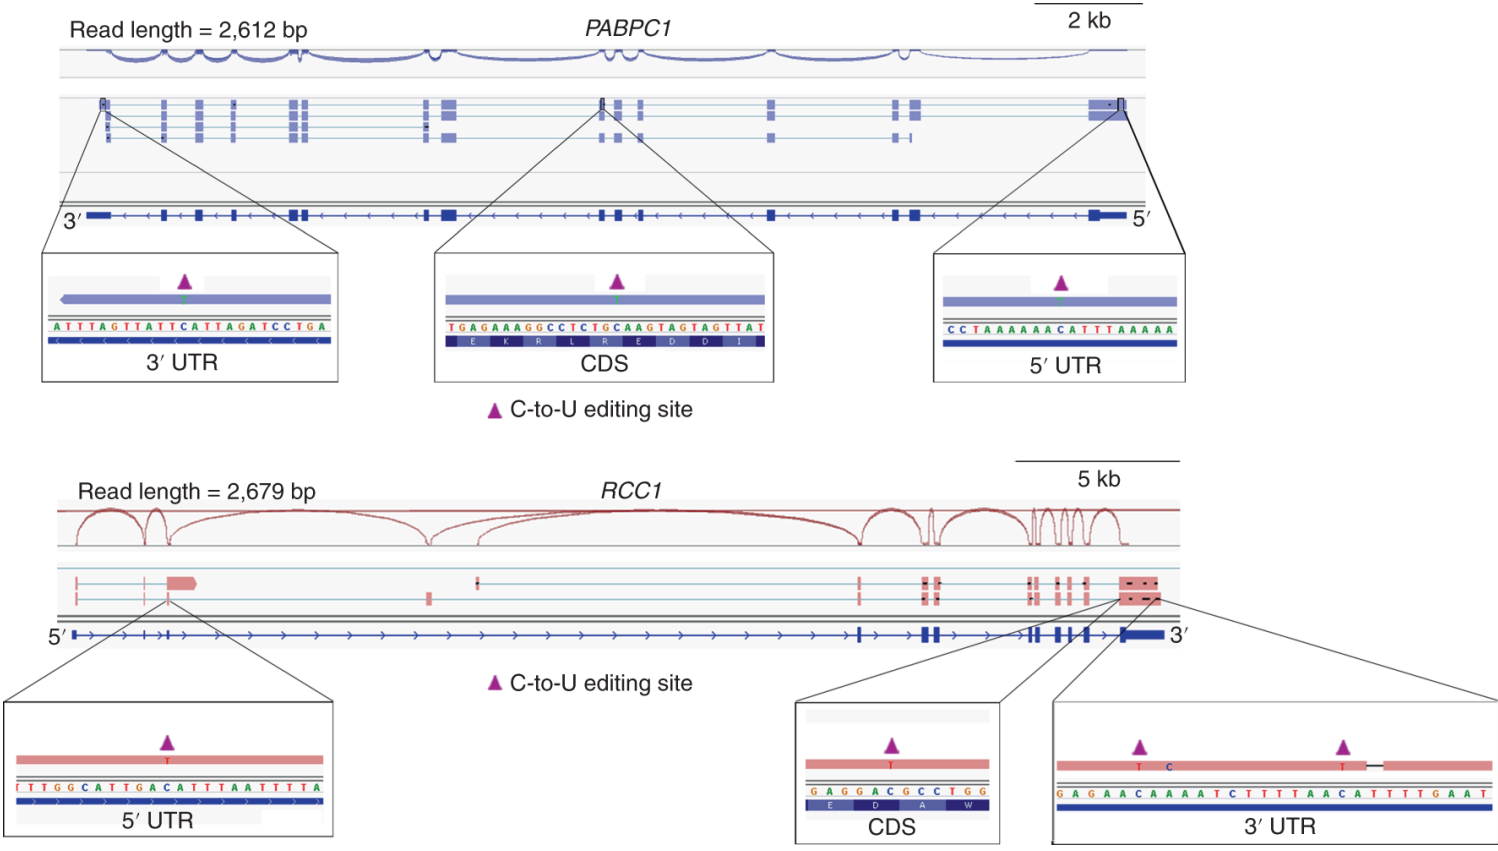 Read length = 2,612 bp
PABPC1
2 kb
3′
5′
ATTTAGTTATTCATTAGATCCTGA
3′ UTR
TGAGAAAGGCCTCTGCAAGTAGTAGTTAT
E K R L R E D D I
CDS
CCTAAAAAACATTTAAAAA
5′ UTR
C-to-U editing site
Read length = 2,679 bp
RCC1
5 kb
5′
3′
C-to-U editing site
T
TTTGGCATTGACATTTAATTTTA
5′ UTR
T
GAGGACGCCTGG
E D A W
CDS
T C T
GAGAACAAAATCTTTTAACATTTTGAAT
3′ UTR